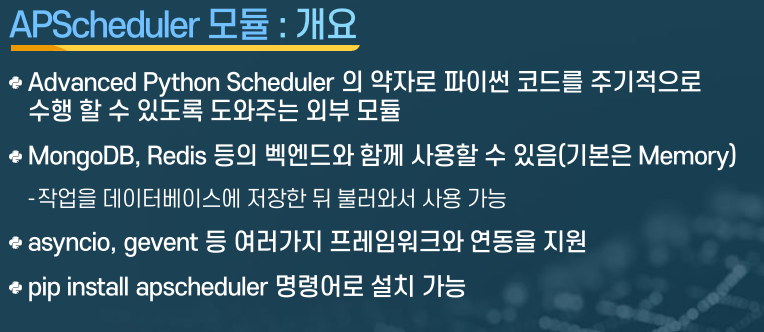 APScheduler 모듈 : 개요
Advanced Python Scheduler 의 약자로 파이썬 코드를 주기적으로
수행 할 수 있도록 도와주는 외부 모듈
MongoDB, Redis 등의 벡엔드와 함께 사용할 수 있음(기본은 Memory)
-작업을 데이터베이스에 저장한 뒤 불러와서 사용 가능
asyncio, gevent 등 여러가지 프레임워크와 연동을 지원
pip install apscheduler 명령어로 설치 가능